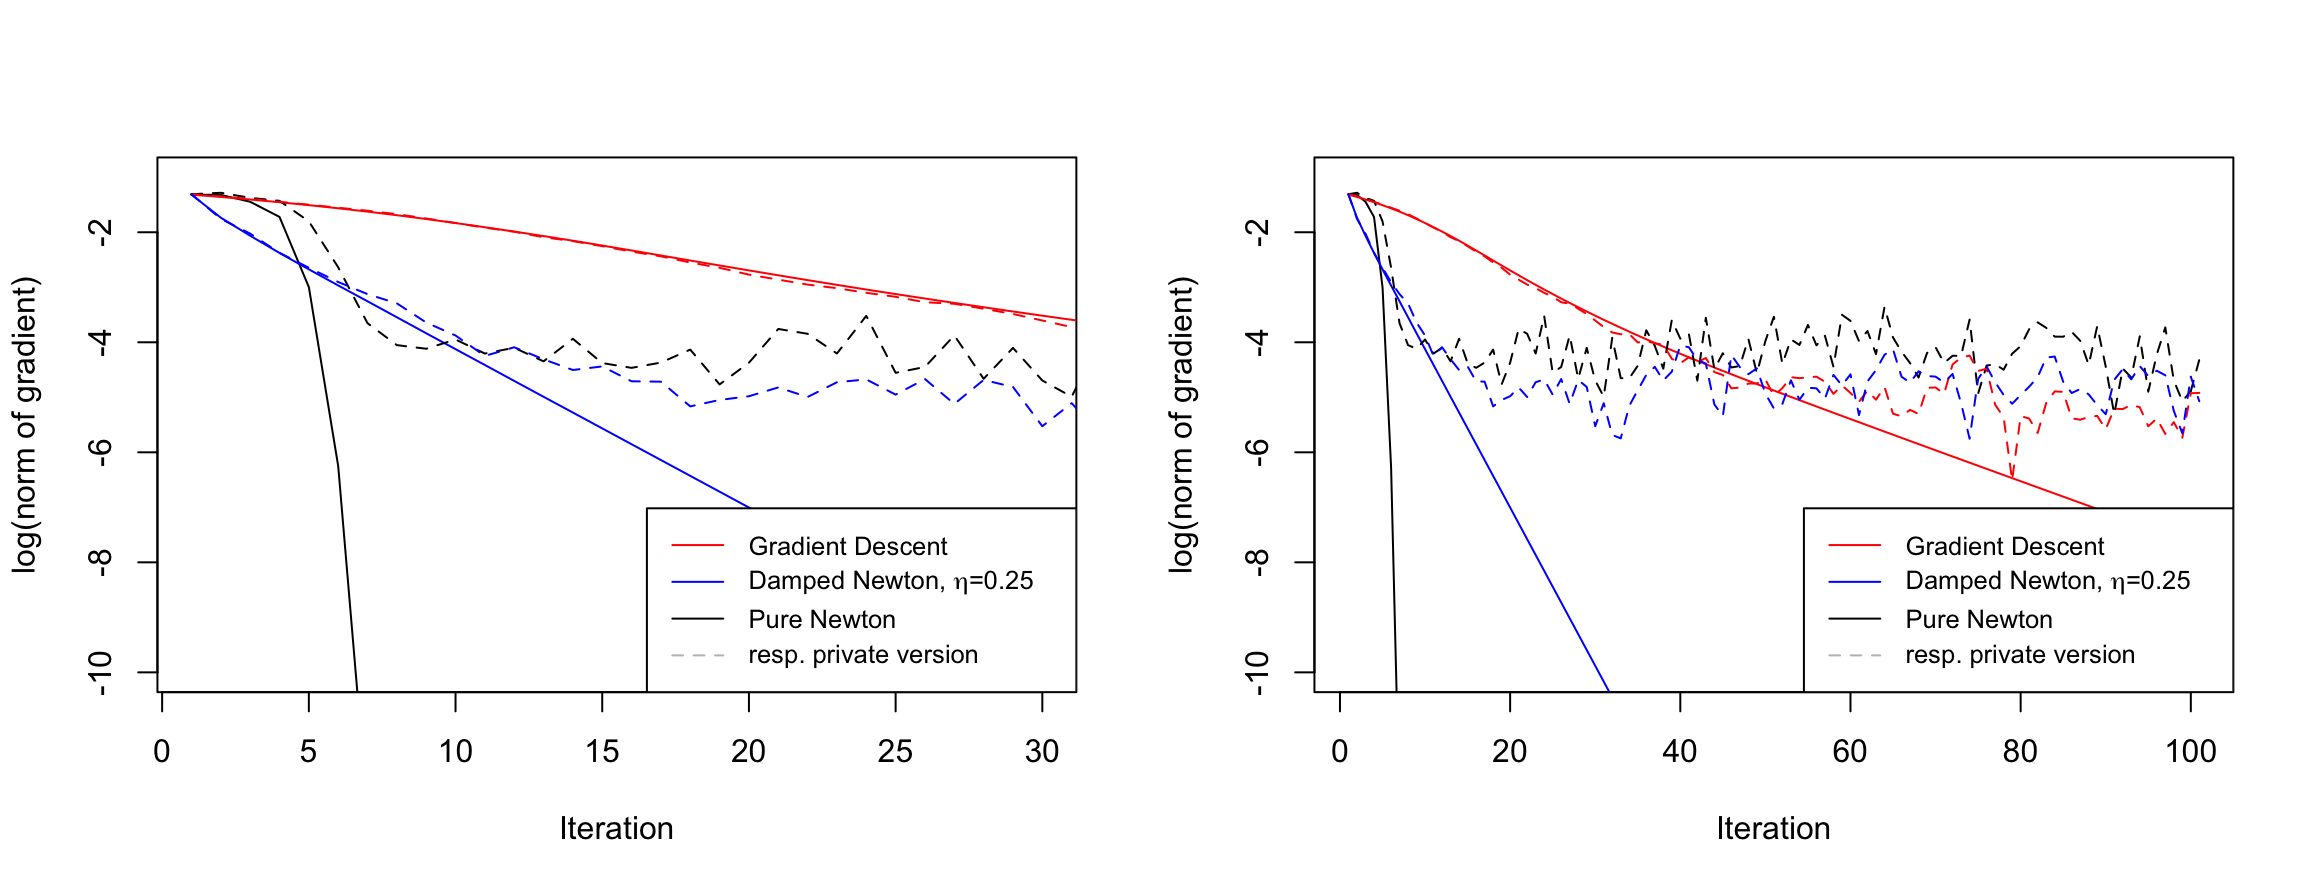 log(norm of gradient)
-2
-4
-6
-8
-10
0 5 10 15 20 25 30
Iteration
Gradient Descent
Damped Newton, η=0.25
Pure Newton
resp. private version
log(norm of gradient)
-2
-4
-6
-8
-10
0 20 40 60 80 100
Iteration
Gradient Descent
Damped Newton, η=0.25
Pure Newton
resp. private version